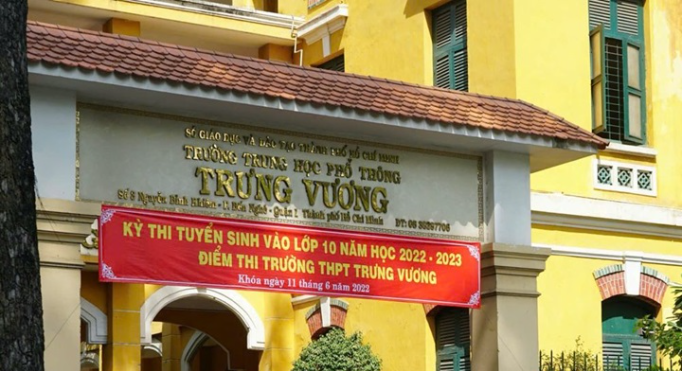 SỞ GIÁO DỤC VÀ ĐÀO TẠO THÀNH PHỐ HỒ CHÍ MINH
TRƯỜNG TRUNG HỌC PHỔ THÔNG
TRƯNG VƯƠNG
Số 3 Nguyễn Bỉnh Khiêm - P. Bến Nghé - Quận 1 Thành phố Hồ Chí Minh
ĐT: 08
KỲ THI TUYỂN SINH VÀO LỚP 10 NĂM HỌC 2022 - 2023
ĐIỂM THI TRƯỜNG THPT TRƯNG VƯƠNG
Khóa ngày 11 tháng 6 năm 2022